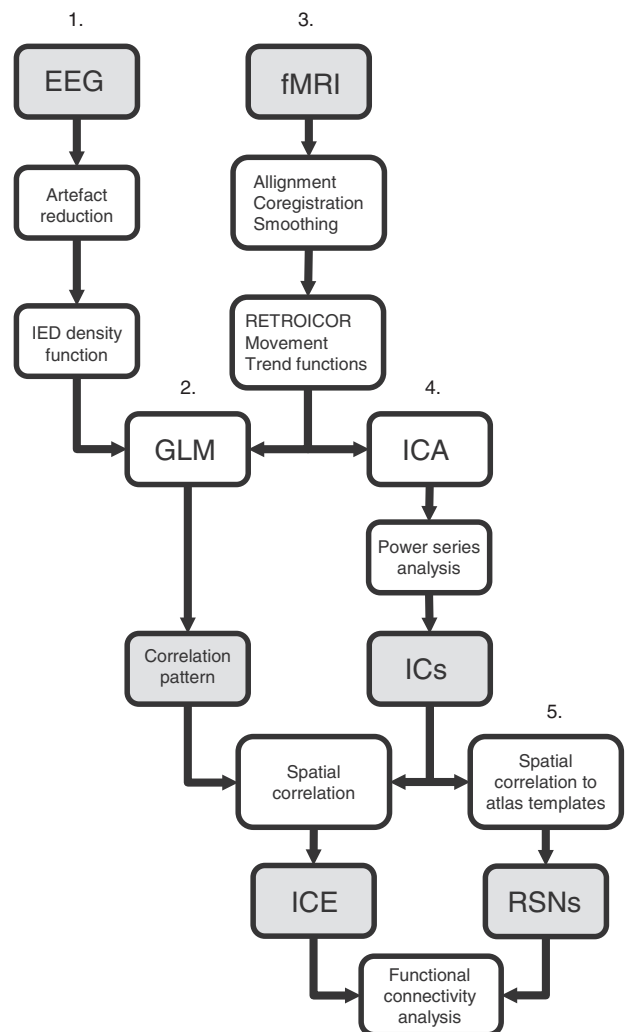 1.
3.
EEG
fMRI
Artefact
reduction
Allignment
Coregistration
Smoothing
IED density
function
RETROICOR
Movement
Trend functions
2.
4.
GLM
ICA
Power series
analysis
Correlation
pattern
ICs
5.
Spatial
correlation
Spatial
correlation to
atlas templates
ICE
RSNs
Functional
connectivity
analysis